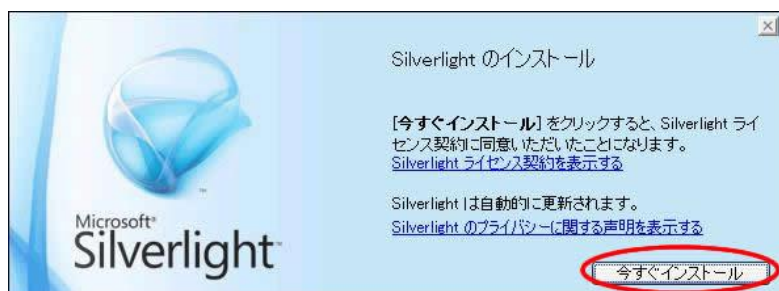 Microsoft®
Silverlight™
Silverlight のインストール
[今すぐインストール] をクリックすると、Silverlight ライ
センス契約に同意いただいたことになります。
Silverlight ライセンス契約を表示する
Silverlight は自動的に更新されます。
Silverlight のプライバシーに関する声明を表示する
今すぐインストール